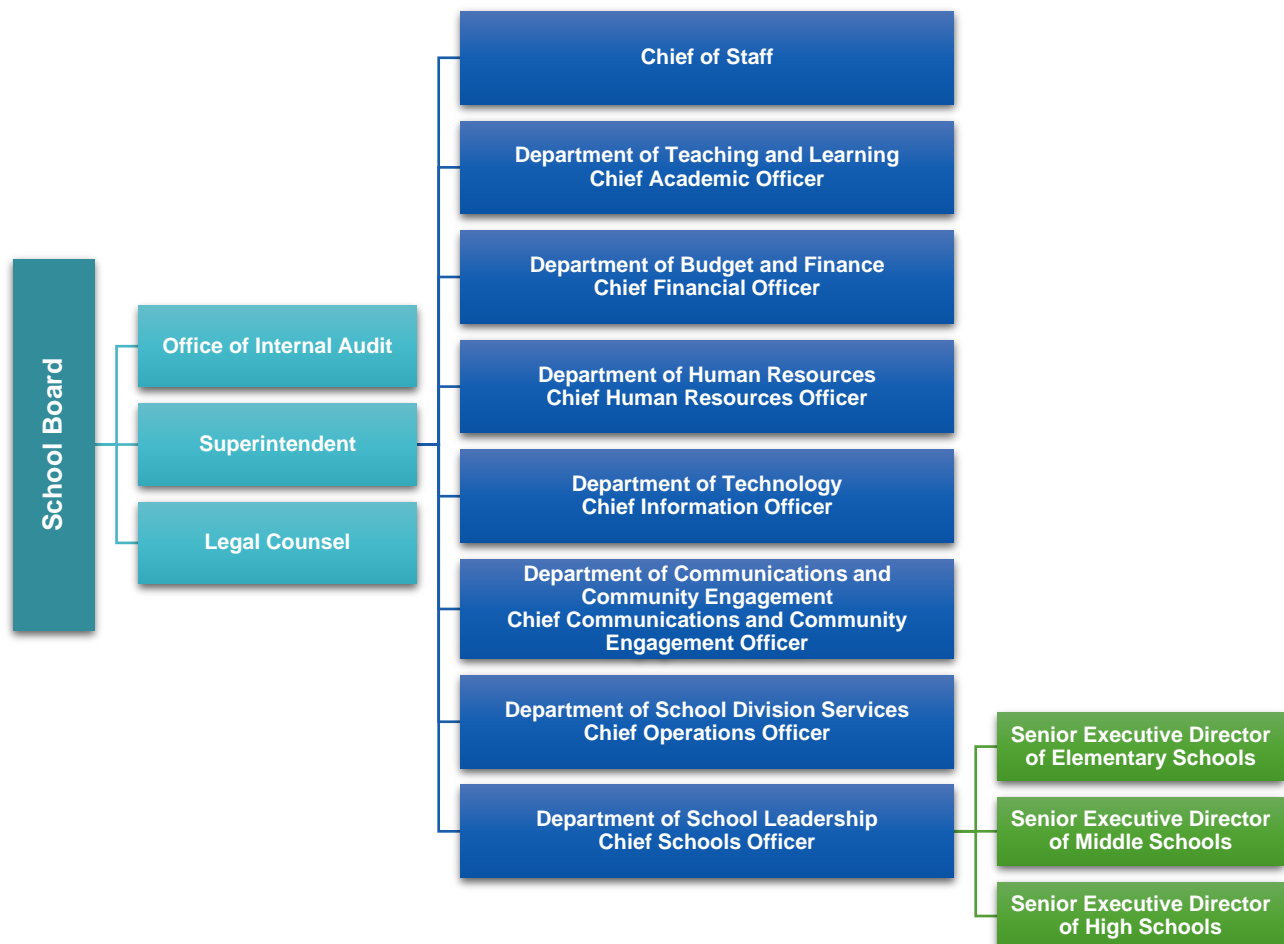 School Board
Office of Internal Audit
Superintendent
Legal Counsel
Chief of Staff
Department of Teaching and Learning
Chief Academic Officer
Department of Budget and Finance
Chief Financial Officer
Department of Human Resources
Chief Human Resources Officer
Department of Technology
Chief Information Officer
Department of Communications and
Community Engagement
Chief Communications and Community
Engagement Officer
Department of School Division Services
Chief Operations Officer
Department of School Leadership
Chief Schools Officer
Senior Executive Director
of Elementary Schools
Senior Executive Director
of Middle Schools
Senior Executive Director
of High Schools